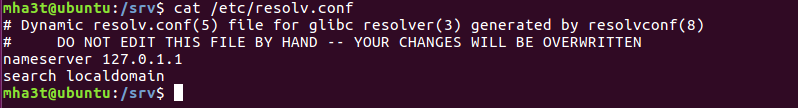 mha3t@ubuntu:/srv$ cat /etc/resolv.conf
# Dynamic resolv.conf(5) file for glibc resolver(3) generated by resolvconf(8)
#     DO NOT EDIT THIS FILE BY HAND -- YOUR CHANGES WILL BE OVERWRITTEN
nameserver 127.0.1.1
search localdomain
mha3t@ubuntu:/srv$